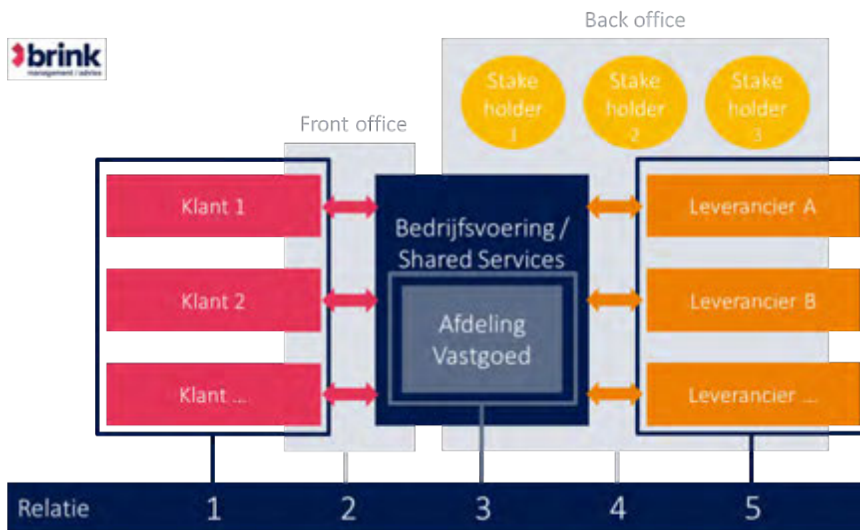 Back office
brink
management / advies
Stake
holder
1
Stake
holder
2
Stake
holder
3
Front office
Klant 1
Bedrijfsvoering /
Shared Services
Leverancier A
Klant 2
Afdeling
Vastgoed
Leverancier B
Klant ...
Leverancier ...
Relatie 1 2 3 4 5